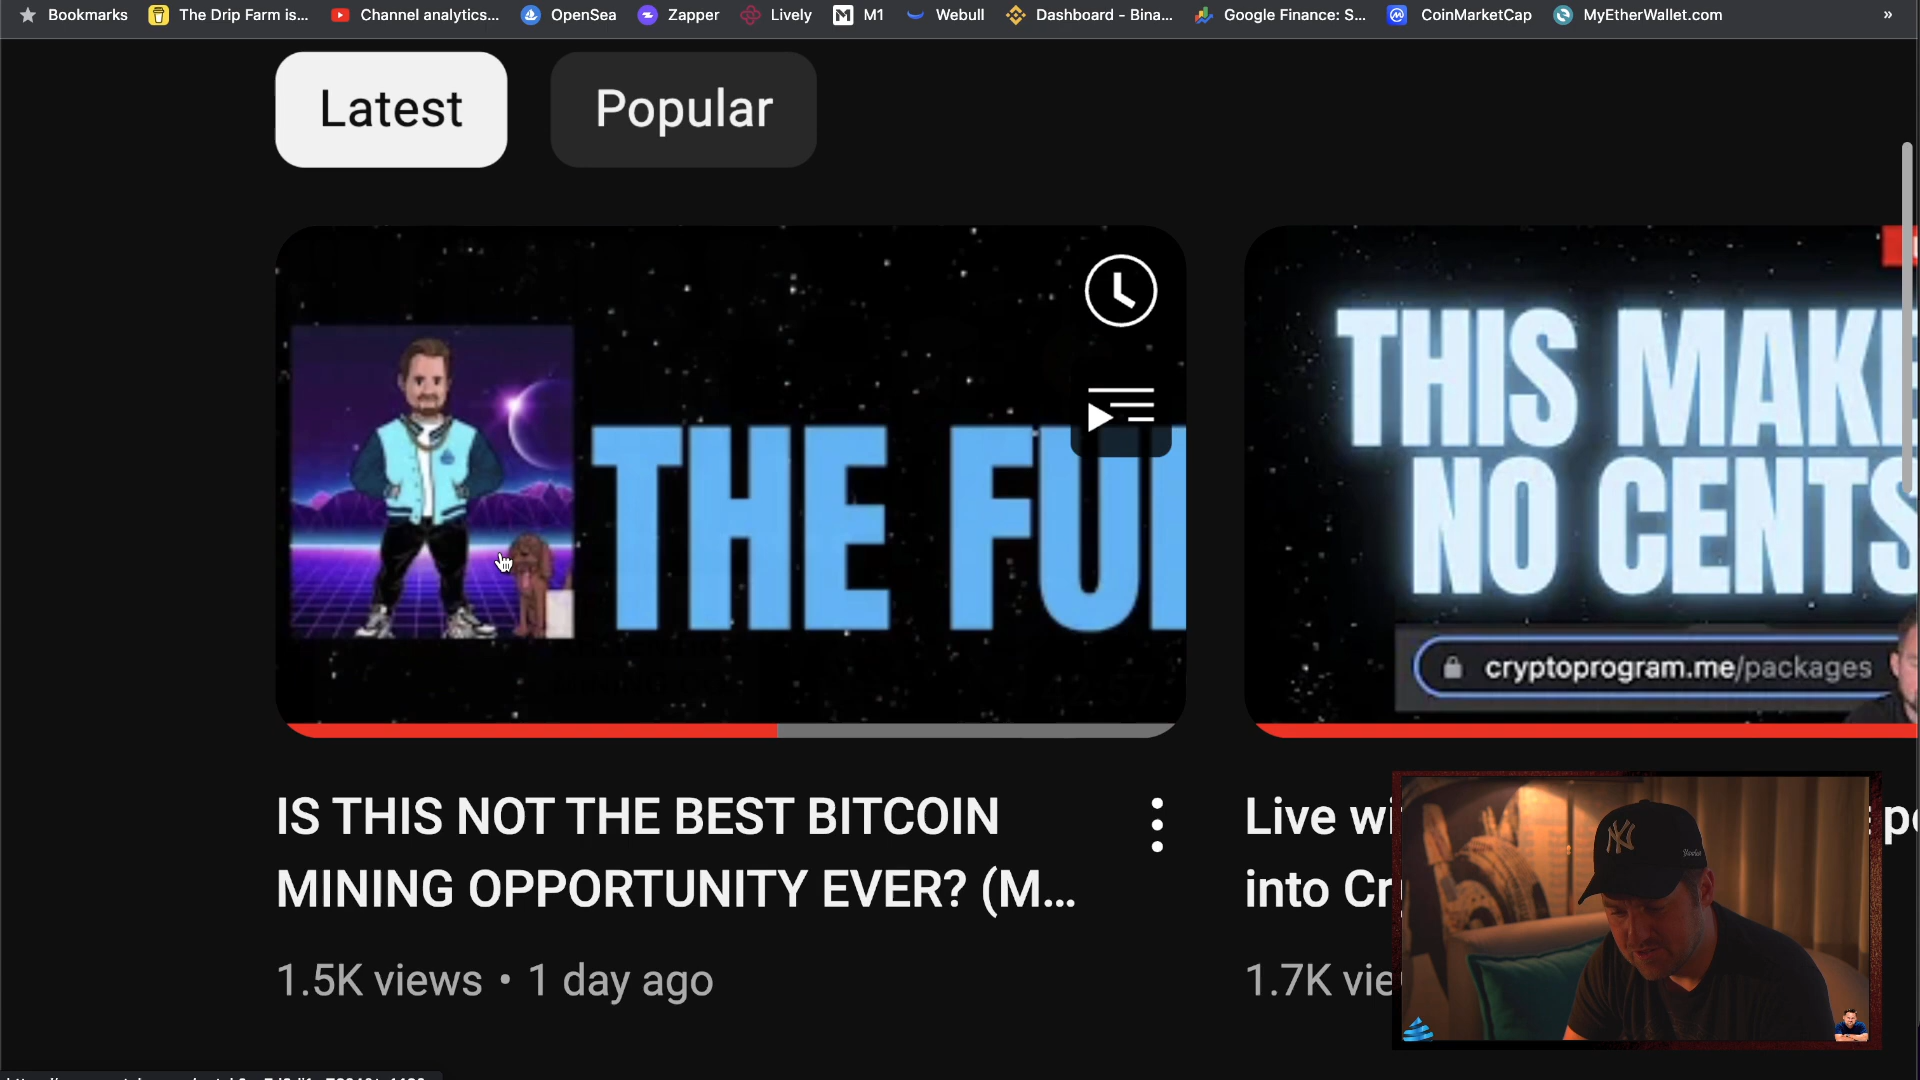 Bookmarks The Drip Farm is... Channel analytics... OpenSea Zapper Lively M1 Webull Dashboard - Bina... Google Finance: S... CoinMarketCap MyEtherWallet.com »
Latest Popular
THE FU
THIS MAKE
NO CENTS
cryptoprogram.me/packages
IS THIS NOT THE BEST BITCOIN
MINING OPPORTUNITY EVER? (M...
1.5K views • 1 day ago
Live wi
into Cr
1.7K vie
NY